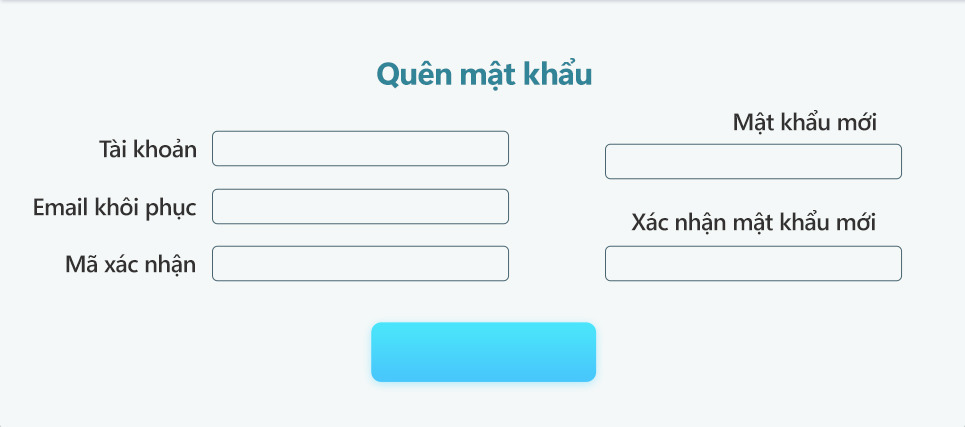 Quên mật khẩu
Tài khoản
Email khôi phục
Mã xác nhận
Mật khẩu mới
Xác nhận mật khẩu mới